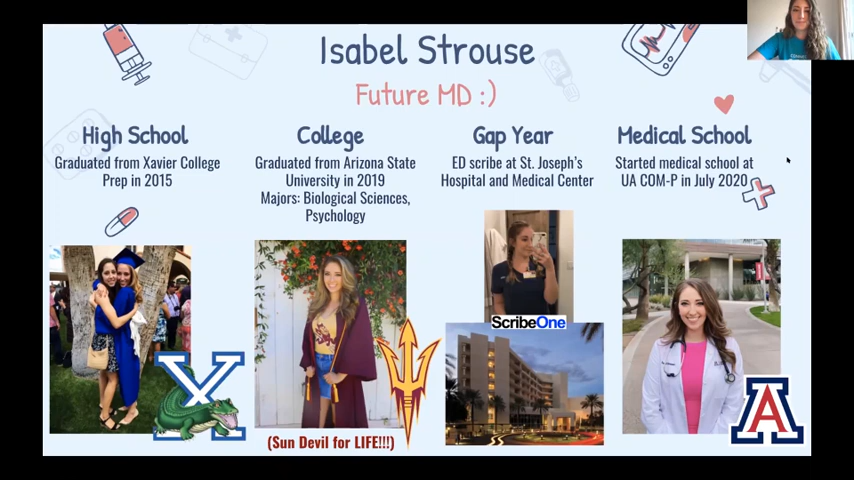 Isabel Strouse
Future MD :)
High School
Graduated from Xavier College
Prep in 2015
College
Graduated from Arizona State
University in 2019
Majors: Biological Sciences,
Psychology
(Sun Devil for LIFE!!!)
Gap Year
ED scribe at St. Joseph's
Hospital and Medical Center
ScribeOne
Medical School
Started medical school at
UA COM-P in July 2020
X
A